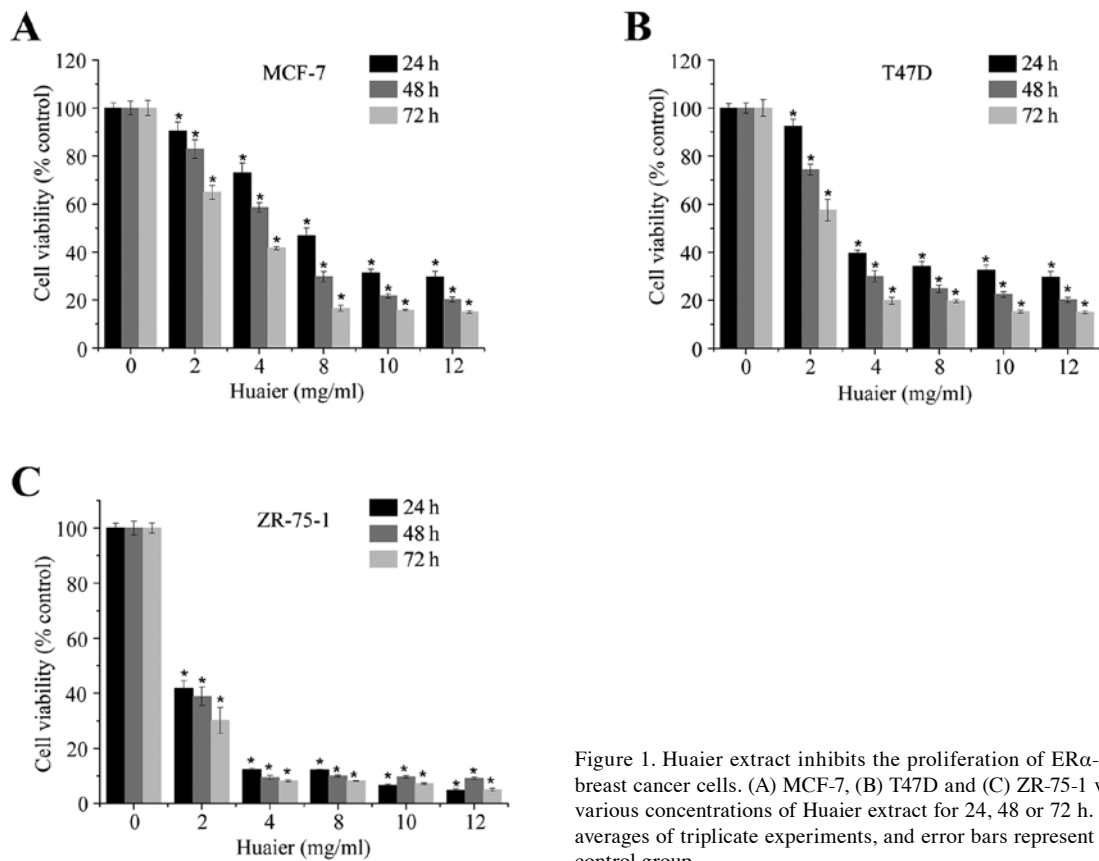 A
B
120
100
80
60
40
20
0
Cell viability (% control)
MCF-7
24 h
48 h
72 h
* * * * * * * * * * * * * * *
0 2 4 8 10 12
Huaier (mg/ml)
120
100
80
60
40
20
0
Cell viability (% control)
T47D
24 h
48 h
72 h
* * * * * * * * * * * * * * *
0 2 4 8 10 12
Huaier (mg/ml)
C
100
80
60
40
20
0
Cell viability (% control)
ZR-75-1
24 h
48 h
72 h
* * * * * * * * * * * * * * *
0 2 4 8 10 12
Huaier (mg/ml)
Figure 1. Huaier extract inhibits the proliferation of ERα-
breast cancer cells. (A) MCF-7, (B) T47D and (C) ZR-75-1
various concentrations of Huaier extract for 24, 48 or 72 h.
averages of triplicate experiments, and error bars represent